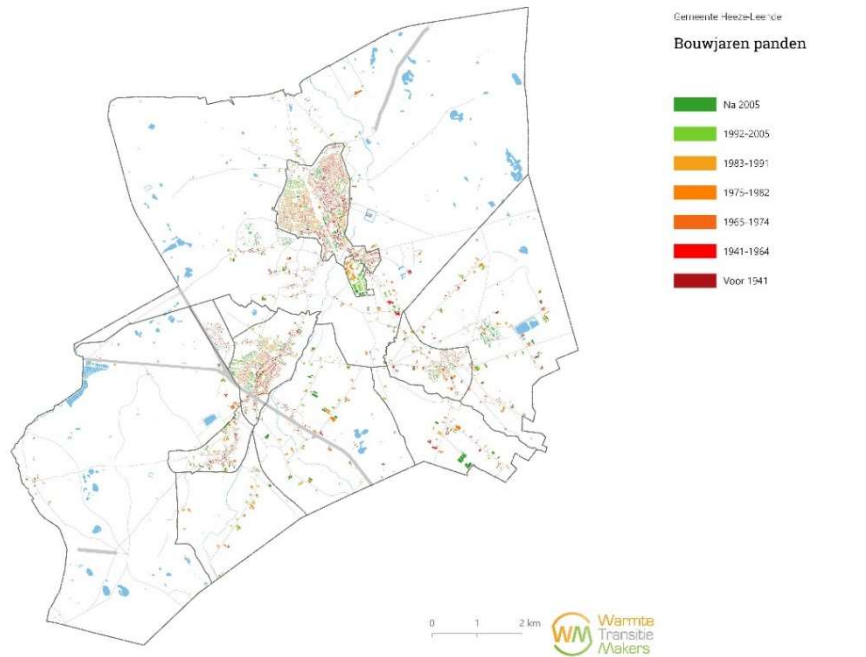 Gemeente Heeze-Leende
Bouwjaren panden
Na 2005
1992-2005
1983-1991
1975-1982
1965-1974
1941-1964
Voor 1941
0 1 2 km
WM
Warmte
Transitie
Makers